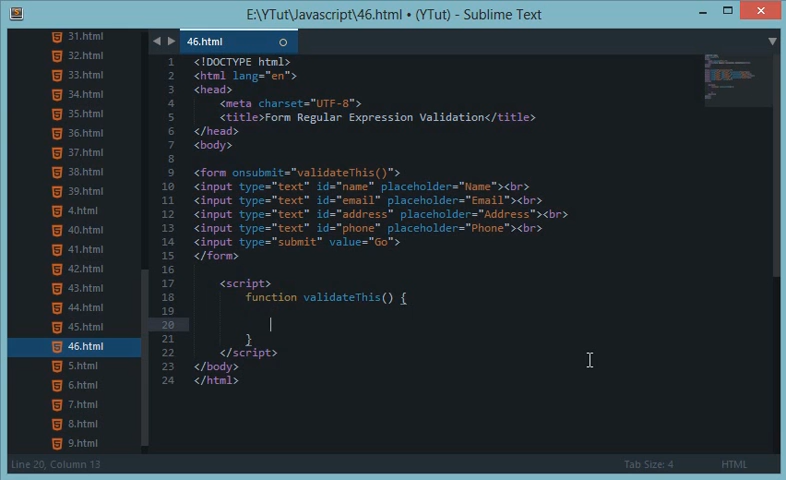 E:\YTut\Javascript\46.html • (YTut) - Sublime Text
31.html
32.html
33.html
34.html
35.html
36.html
37.html
38.html
39.html
4.html
40.html
41.html
42.html
43.html
44.html
45.html
46.html
5.html
6.html
7.html
8.html
9.html
46.html
1 <!DOCTYPE html>
2 <html lang="en">
3 <head>
4 <meta charset="UTF-8">
5 <title>Form Regular Expression Validation</title>
6 </head>
7 <body>
8
9 <form onsubmit="validateThis()">
10 <input type="text" id="name" placeholder="Name"><br>
11 <input type="text" id="email" placeholder="Email"><br>
12 <input type="text" id="address" placeholder="Address"><br>
13 <input type="text" id="phone" placeholder="Phone"><br>
14 <input type="submit" value="Go">
15 </form>
16
17 <script>
18 function validateThis() {
19
20
21 }
22 </script>
23 </body>
24 </html>
Line 20, Column 13
Tab Size: 4
HTML